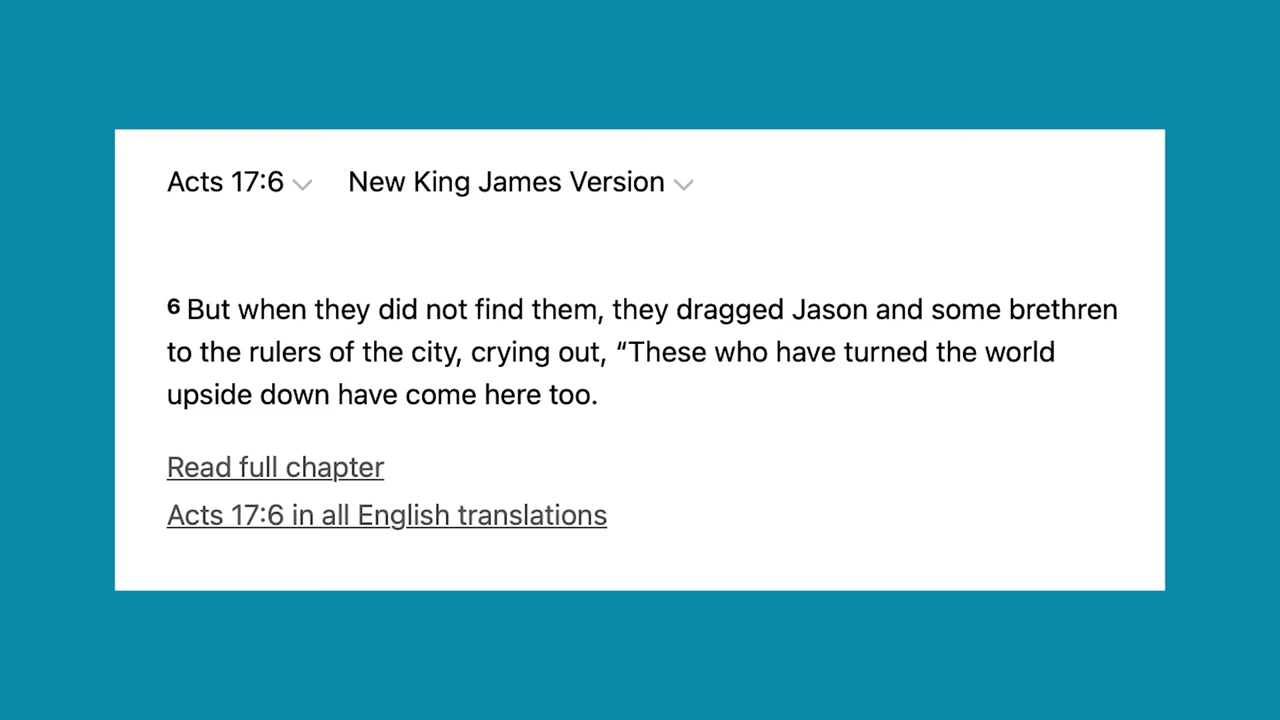 Acts 17:6 New King James Version
6 But when they did not find them, they dragged Jason and some brethren
to the rulers of the city, crying out, “These who have turned the world
upside down have come here too.
Read full chapter
Acts 17:6 in all English translations